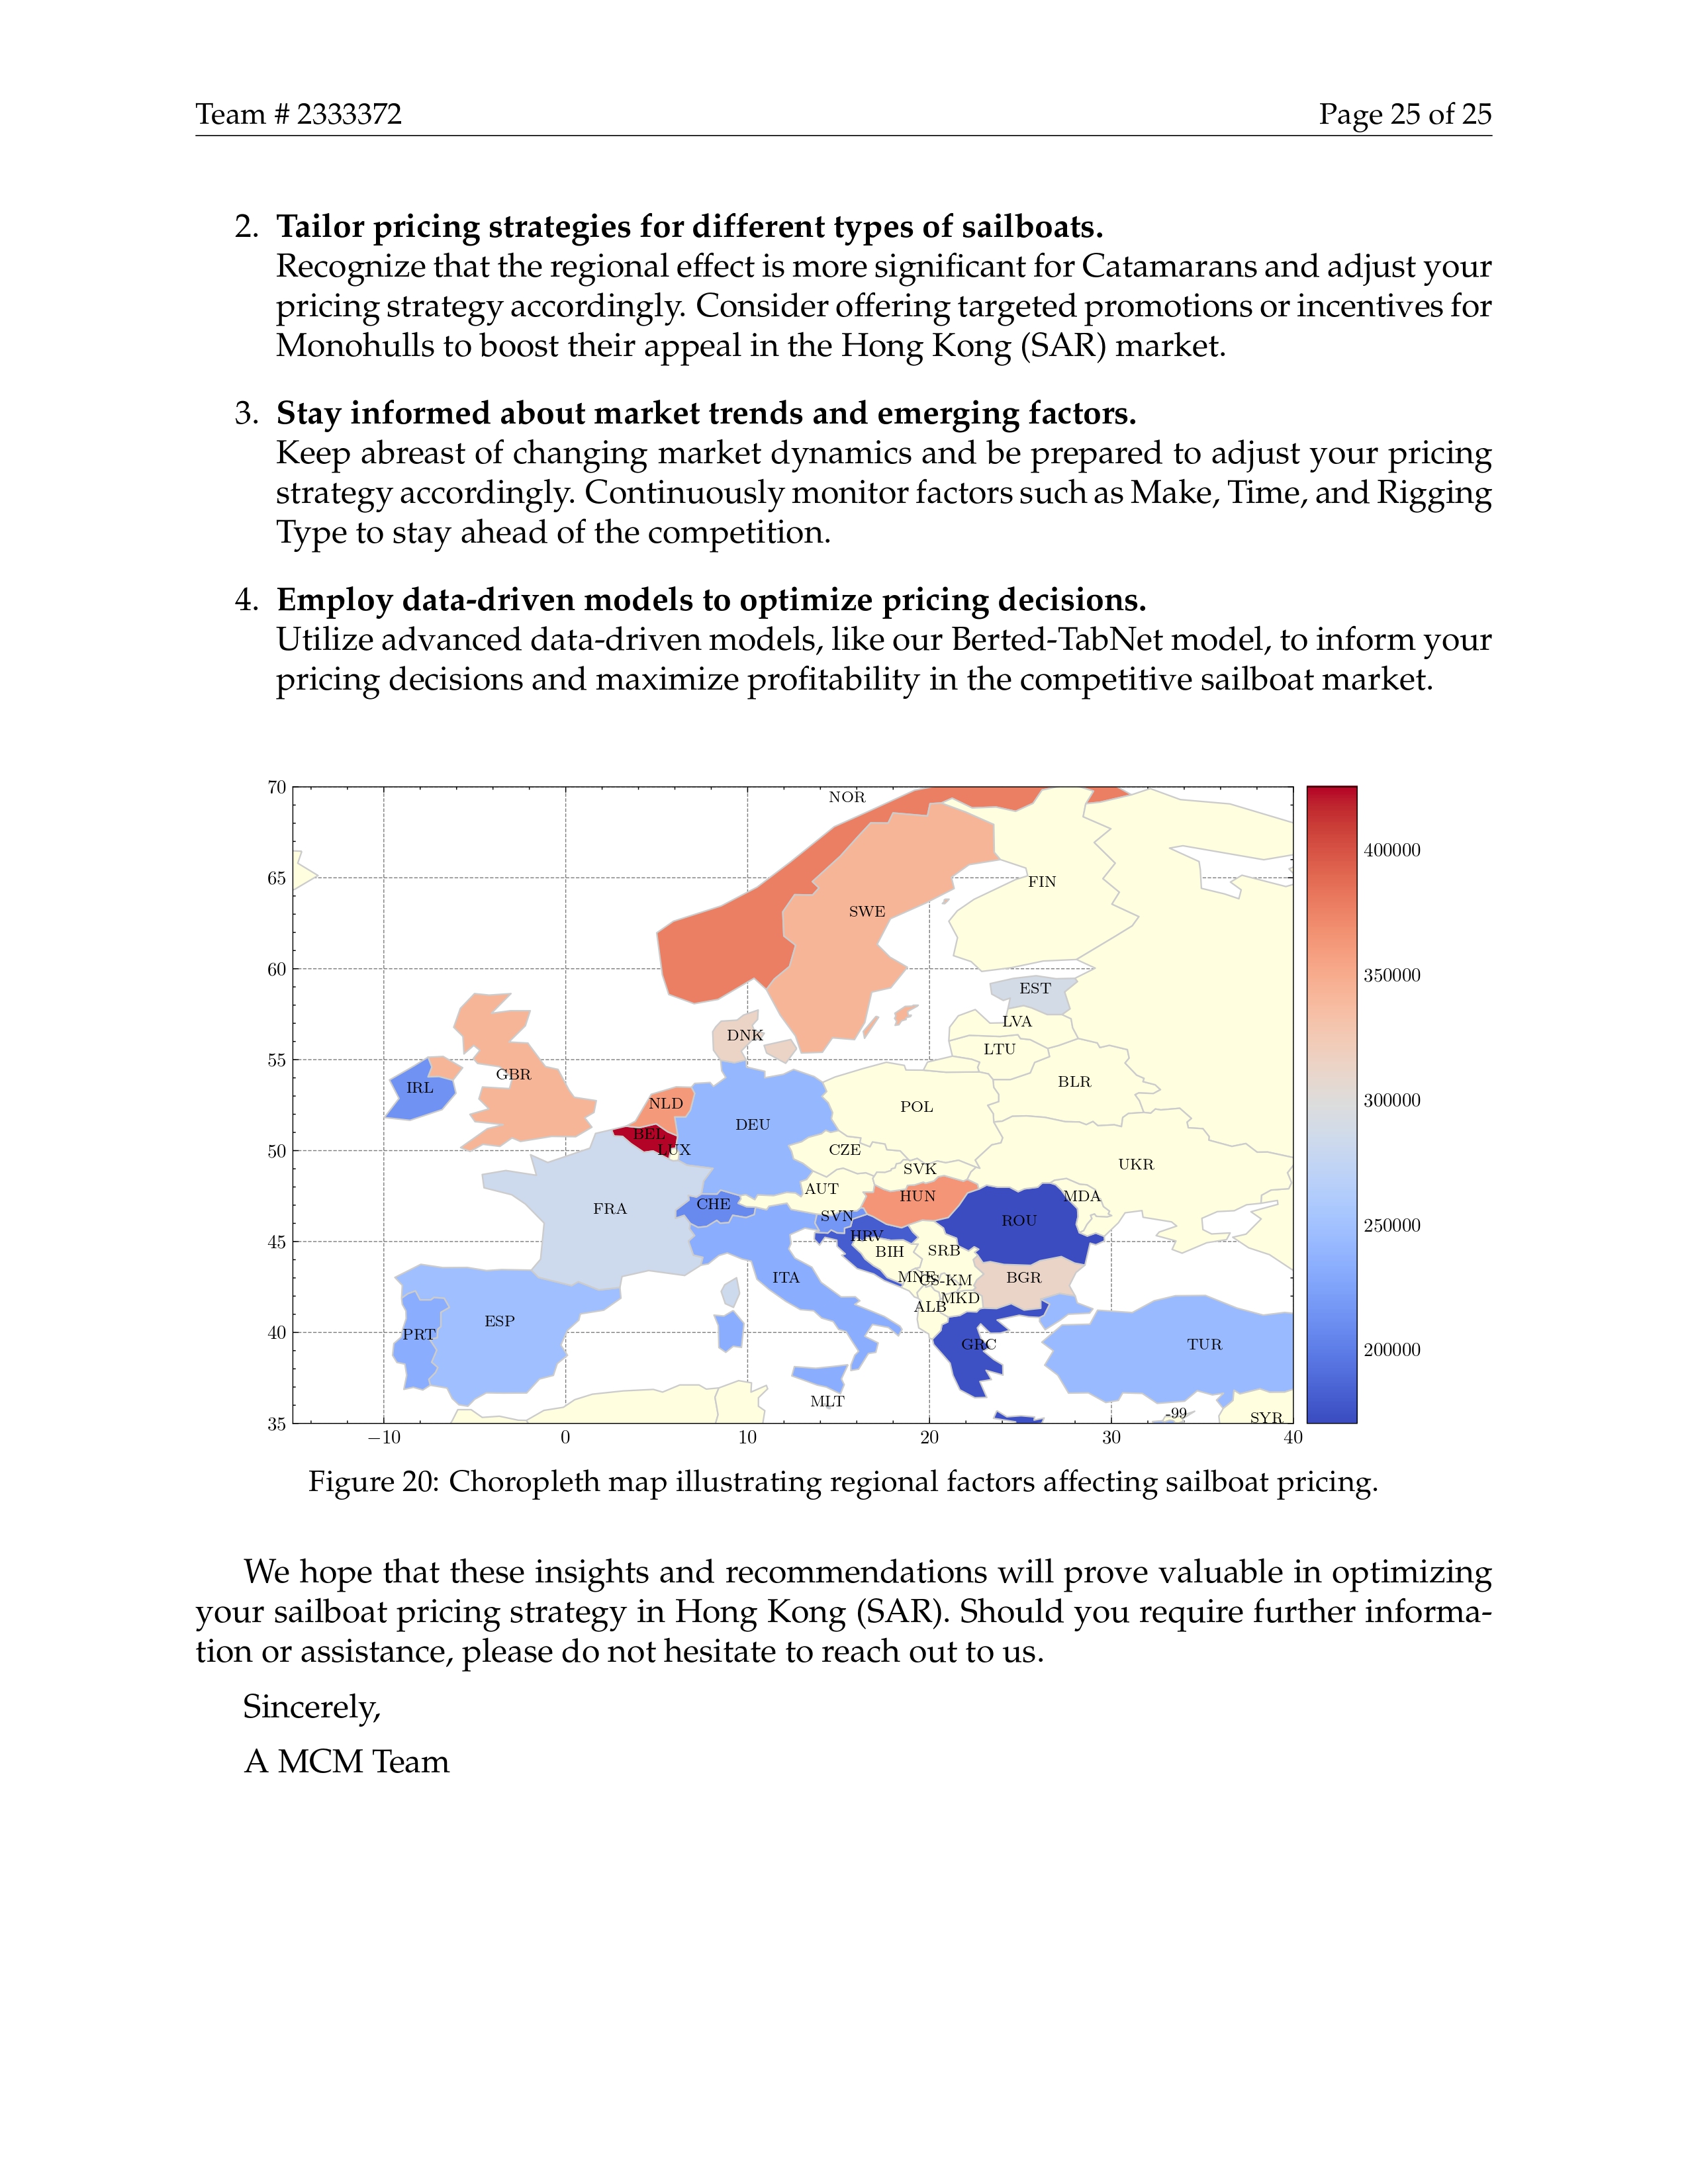 Team # 2333372 Page 25 of 25
2. Tailor pricing strategies for different types of sailboats.
Recognize that the regional effect is more significant for Catamarans and adjust your
pricing strategy accordingly. Consider offering targeted promotions or incentives for
Monohulls to boost their appeal in the Hong Kong (SAR) market.
3. Stay informed about market trends and emerging factors.
Keep abreast of changing market dynamics and be prepared to adjust your pricing
strategy accordingly. Continuously monitor factors such as Make, Time, and Rigging
Type to stay ahead of the competition.
4. Employ data-driven models to optimize pricing decisions.
Utilize advanced data-driven models, like our Berted-TabNet model, to inform your
pricing decisions and maximize profitability in the competitive sailboat market.
70
NOR
400000
65
FIN
SWE
350000
60
EST
LVA
DNK
LTU
55
GBR
IRL
BLR
300000
NLD
POL
DEU
BEL
50
LUX
CZE
UKR
SVK
AUT
HUN
MDA
CHE
FRA
SVN
ROU
250000
45
HRV
BIH
SRB
ITA
MNE
CS-KM
BGR
MKD
ALB
ESP
40
PRT
GRC
TUR
200000
MLT
-99
SYR
35
−10 0 10 20 30 40
Figure 20: Choropleth map illustrating regional factors affecting sailboat pricing.
We hope that these insights and recommendations will prove valuable in optimizing
your sailboat pricing strategy in Hong Kong (SAR). Should you require further informa-
tion or assistance, please do not hesitate to reach out to us.
Sincerely,
A MCM Team